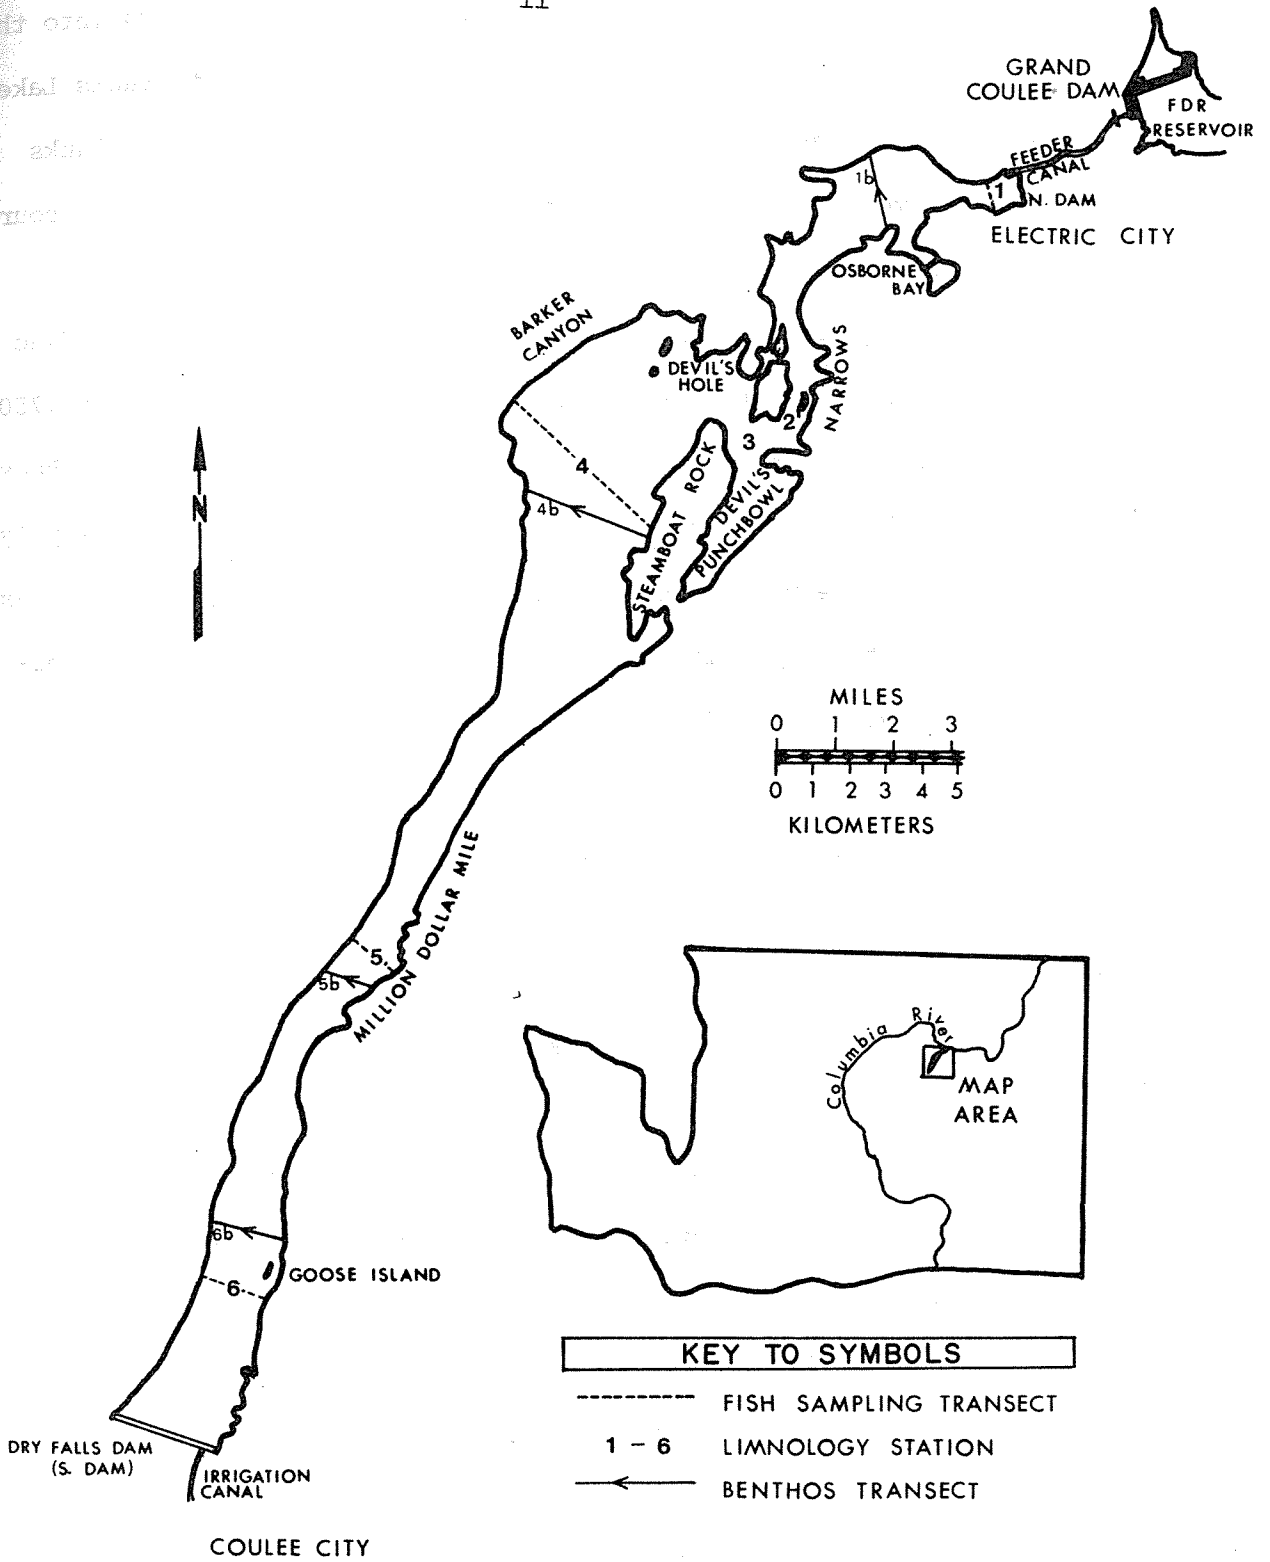 11
GRAND
COULEE DAM
FDR
RESERVOIR
FEEDER
CANAL
1
N. DAM
ELECTRIC CITY
1b
OSBORNE
BAY
BARKER
CANYON
DEVIL'S
HOLE
NARROWS
2
3
4
4b
STEAMBOAT ROCK
DEVIL'S
PUNCHBOWL
N
MILES
0 1 2 3
0 1 2 3 4 5
KILOMETERS
MILLION DOLLAR MILE
5
5b
Columbia River
MAP
AREA
6b
GOOSE ISLAND
6
DRY FALLS DAM
(S. DAM)
IRRIGATION
CANAL
COULEE CITY
KEY TO SYMBOLS
FISH SAMPLING TRANSECT
1 – 6 LIMNOLOGY STATION
BENTHOS TRANSECT